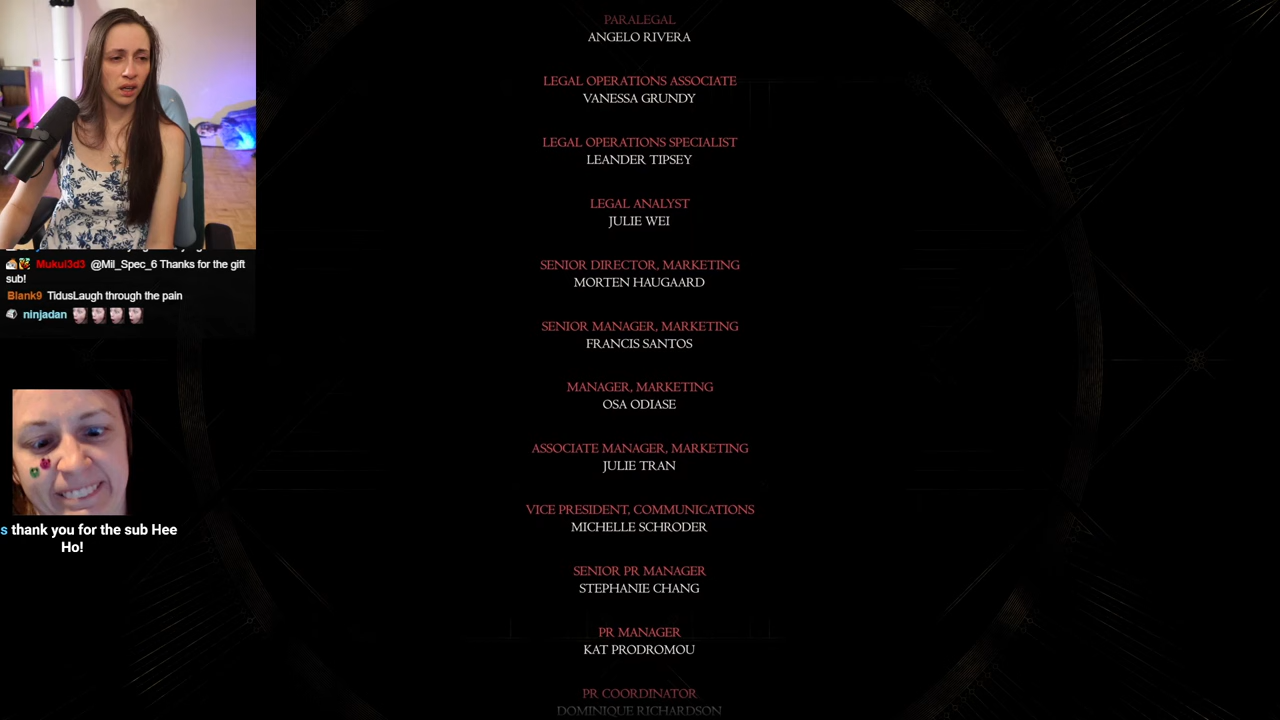 Mukul3d3 @Mil_Spec_6 Thanks for the gift
sub!
Blank9 TidusLaugh through the pain
ninjadan
s thank you for the sub Hee
Ho!
PARALEGAL
ANGELO RIVERA
LEGAL OPERATIONS ASSOCIATE
VANESSA GRUNDY
LEGAL OPERATIONS SPECIALIST
LEANDER TIPSEY
LEGAL ANALYST
JULIE WEI
SENIOR DIRECTOR, MARKETING
MORTEN HAUGAARD
SENIOR MANAGER, MARKETING
FRANCIS SANTOS
MANAGER, MARKETING
OSA ODIASE
ASSOCIATE MANAGER, MARKETING
JULIE TRAN
VICE PRESIDENT, COMMUNICATIONS
MICHELLE SCHRODER
SENIOR PR MANAGER
STEPHANIE CHANG
PR MANAGER
KAT PRODROMOU
PR COORDINATOR
DOMINIQUE RICHARDSON